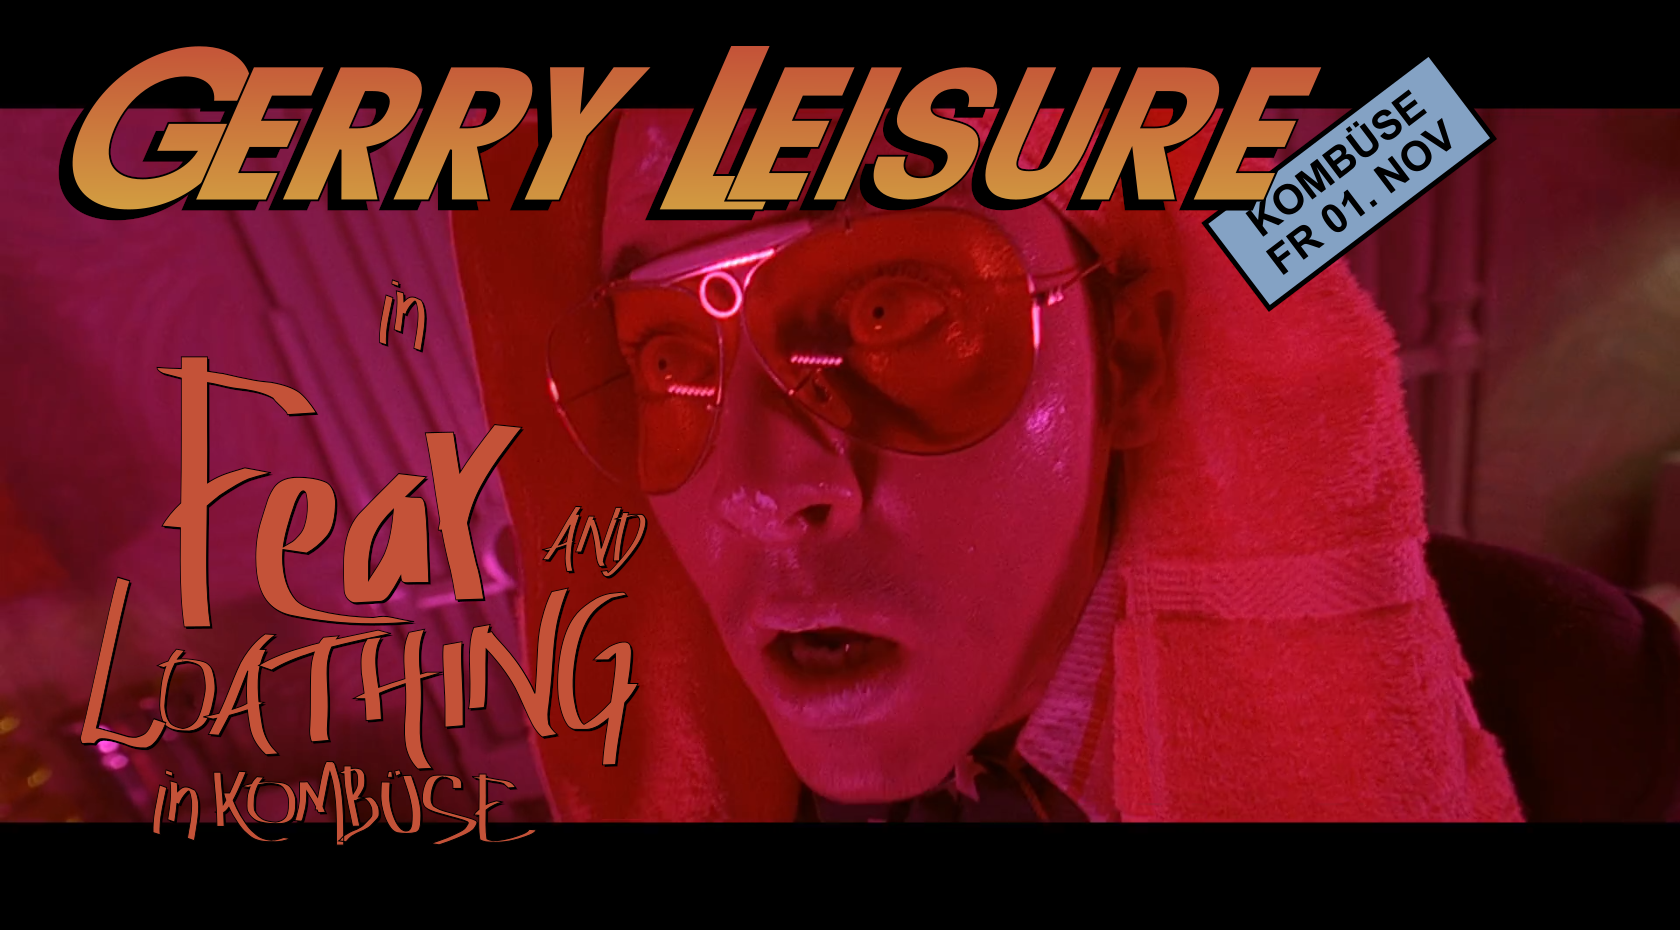 GERRY LEISURE
KOMBÜSE
FR 01. NOV
in
Fear
AND
LOATHING
in KOMBÜSE